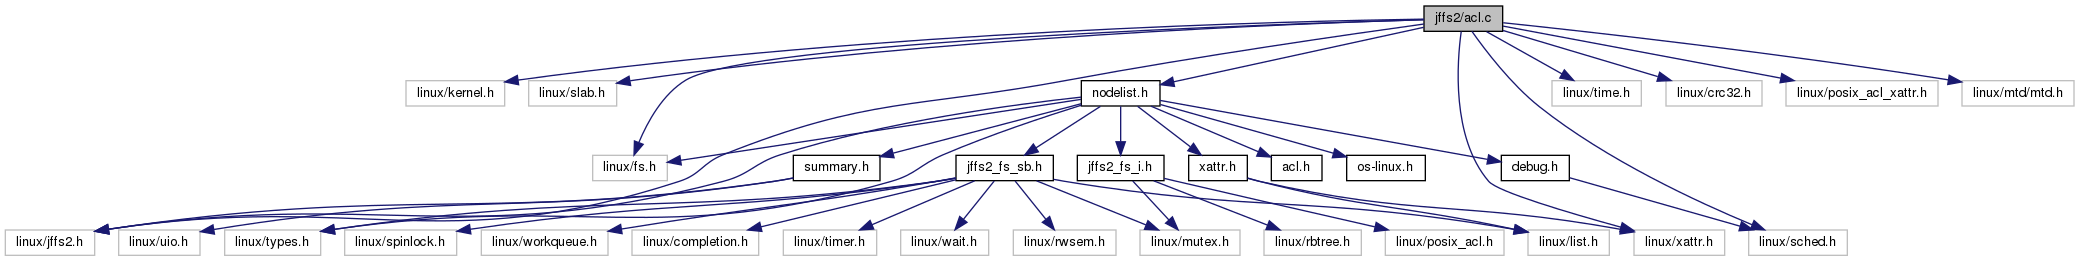 jffs2/acl.c
linux/kernel.h
linux/slab.h
nodelist.h
linux/time.h
linux/crc32.h
linux/posix_acl_xattr.h
linux/mtd/mtd.h
linux/fs.h
summary.h
jffs2_fs_sb.h
jffs2_fs_i.h
xattr.h
acl.h
os-linux.h
debug.h
linux/jffs2.h
linux/uio.h
linux/types.h
linux/spinlock.h
linux/workqueue.h
linux/completion.h
linux/timer.h
linux/wait.h
linux/rwsem.h
linux/mutex.h
linux/rbtree.h
linux/posix_acl.h
linux/list.h
linux/xattr.h
linux/sched.h